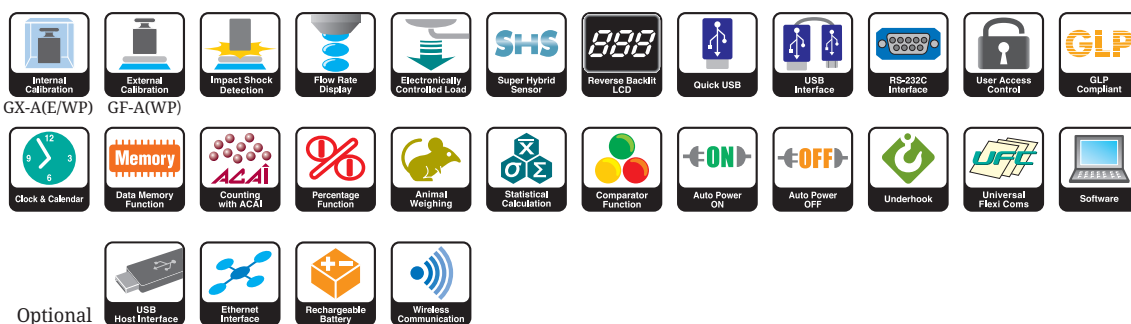 SHS
888
GLP
Internal Calibration
External Calibration
Impact Shock Detection
Flow Rate Display
Electronically Controlled Load
Super Hybrid Sensor
Reverse Backlit LCD
Quick USB
USB Interface
RS-232C Interface
User Access Control
GLP Compliant
GX-A(E/WP) GF-A(WP)
12
9 3
6
Memory
ACAI
%
X
σ Σ
ON
OFF
UFC
Clock & Calendar
Data Memory Function
Counting with ACAI
Percentage Function
Animal Weighing
Statistical Calculation
Comparator Function
Auto Power ON
Auto Power OFF
Underhook
Universal Flexi Coms
Software
Optional
USB Host Interface
Ethernet Interface
Rechargeable Battery
Wireless Communication